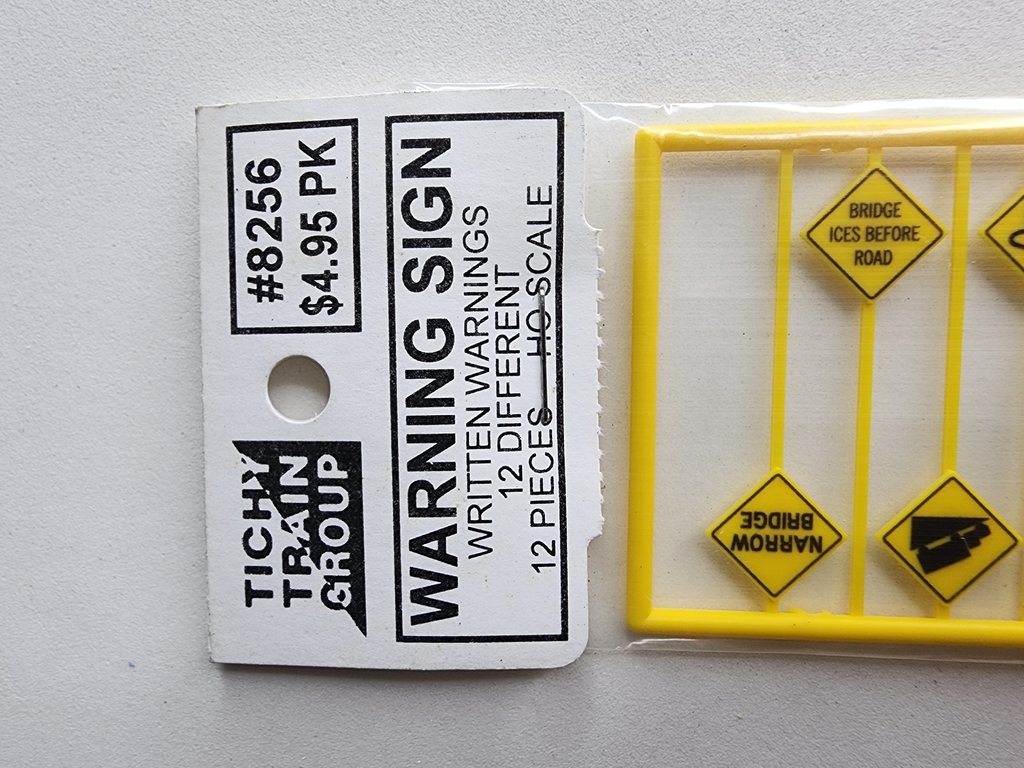 TICHY
TRAIN
GROUP
#8256
$4.95 PK
WARNING SIGN
WRITTEN WARNINGS
12 DIFFERENT
12 PIECES HO SCALE
BRIDGE
ICES BEFORE
ROAD
NARROW
BRIDGE